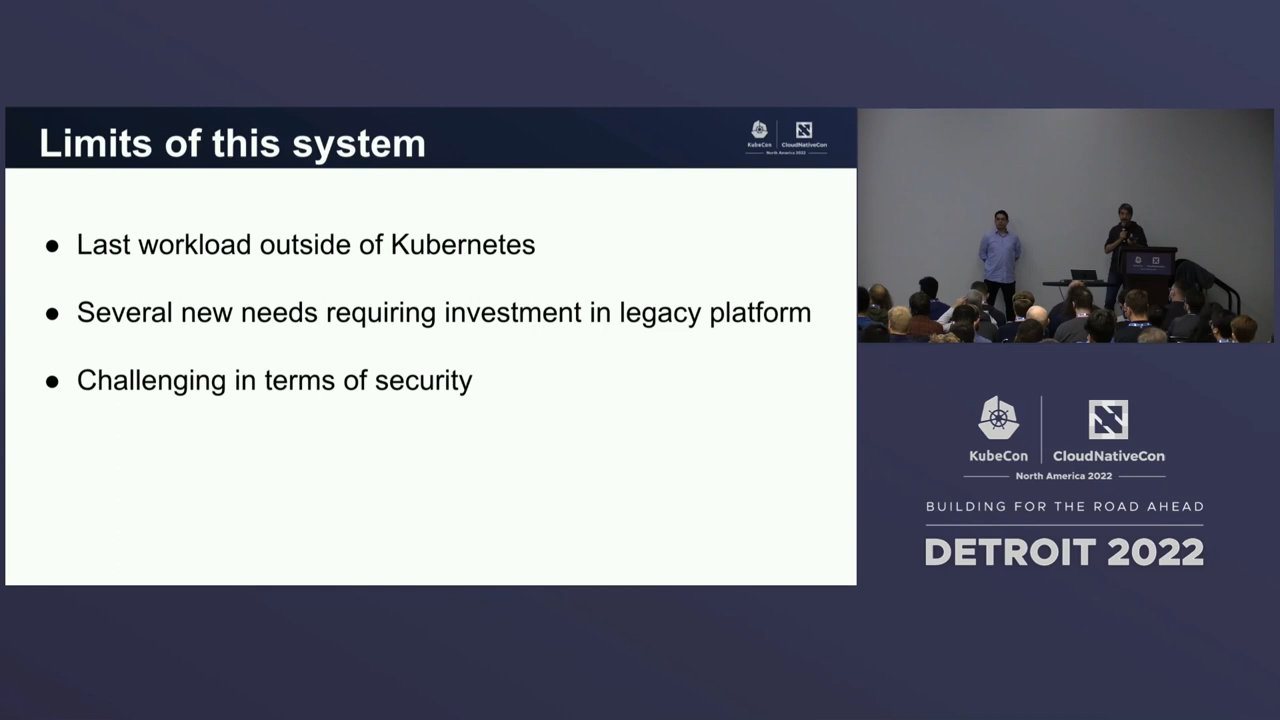 Limits of this system
KubeCon
CloudNativeCon
North America 2022
● Last workload outside of Kubernetes
● Several new needs requiring investment in legacy platform
● Challenging in terms of security
KubeCon
CloudNativeCon
North America 2022
BUILDING FOR THE ROAD AHEAD
DETROIT 2022